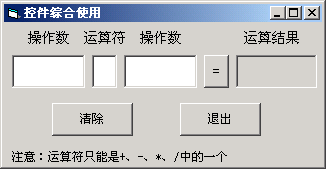 控件综合使用
操作数 运算符 操作数 运算结果
=
清除 退出
注意：运算符只能是+、-、*、/中的一个